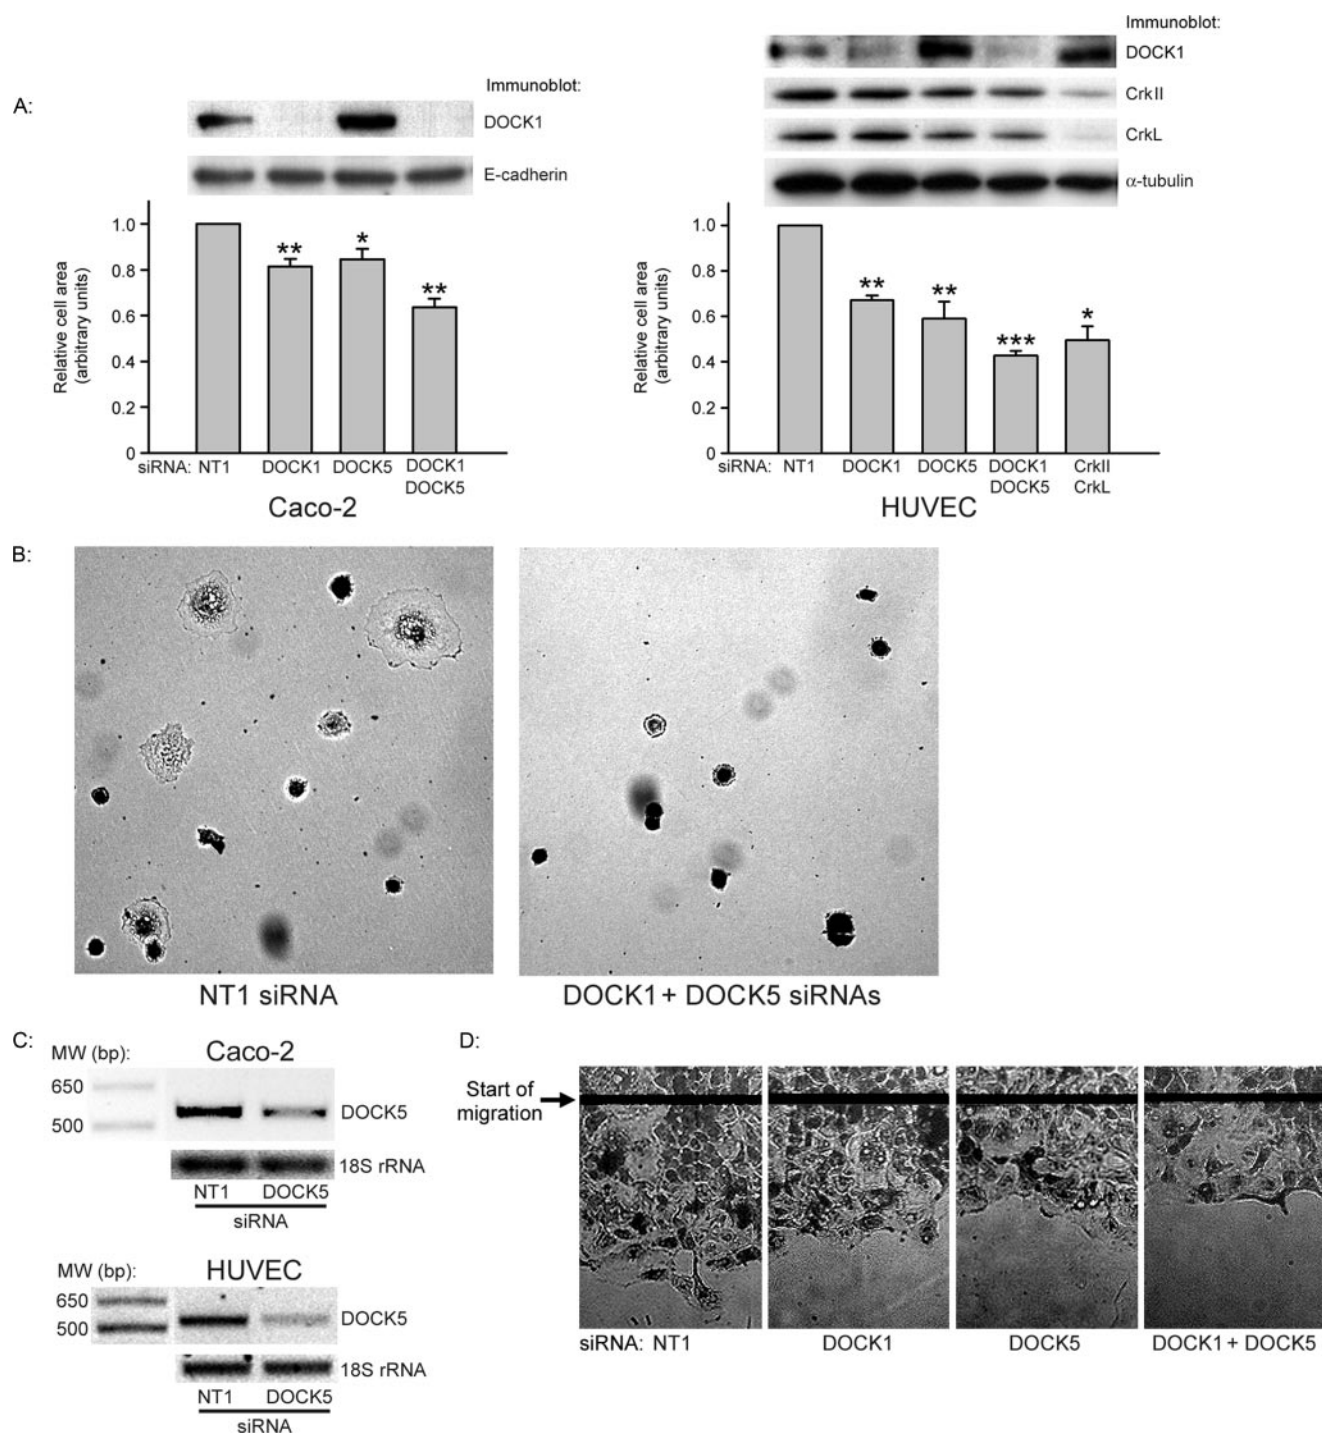 A:
Immunoblot:
DOCK1
E-cadherin
Relative cell area
(arbitrary units)
1.0
0.8
0.6
0.4
0.2
0
**
*
**
siRNA: NT1 DOCK1 DOCK5 DOCK1
DOCK5
Caco-2
Immunoblot:
DOCK1
CrkII
CrkL
α-tubulin
Relative cell area
(arbitrary units)
1.0
0.8
0.6
0.4
0.2
0
**
**
***
*
siRNA: NT1 DOCK1 DOCK5 DOCK1 CrkII
DOCK5 CrkL
HUVEC
B:
NT1 siRNA
DOCK1 + DOCK5 siRNAs
C:
Caco-2
MW (bp):
650
500
DOCK5
18S rRNA
NT1 DOCK5
siRNA
HUVEC
MW (bp):
650
500
DOCK5
18S rRNA
NT1 DOCK5
siRNA
D:
Start of
migration
siRNA: NT1 DOCK1 DOCK5 DOCK1 + DOCK5